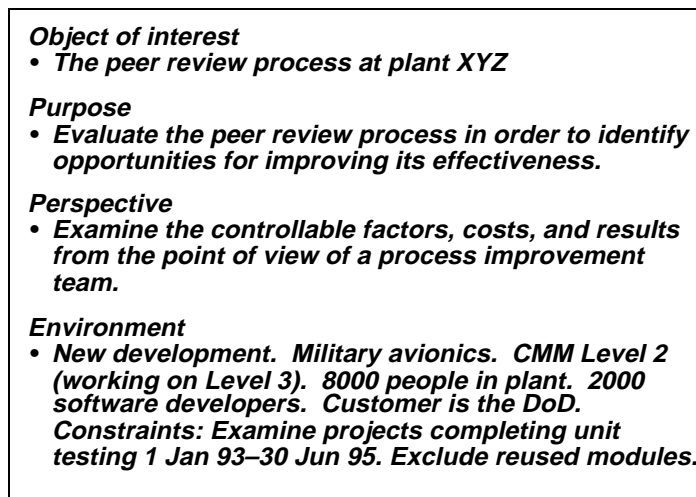 Object of interest
• The peer review process at plant XYZ
Purpose
• Evaluate the peer review process in order to identify
opportunities for improving its effectiveness.
Perspective
• Examine the controllable factors, costs, and results
from the point of view of a process improvement
team.
Environment
• New development. Military avionics. CMM Level 2
(working on Level 3). 8000 people in plant. 2000
software developers. Customer is the DoD.
Constraints: Examine projects completing unit
testing 1 Jan 93–30 Jun 95. Exclude reused modules.